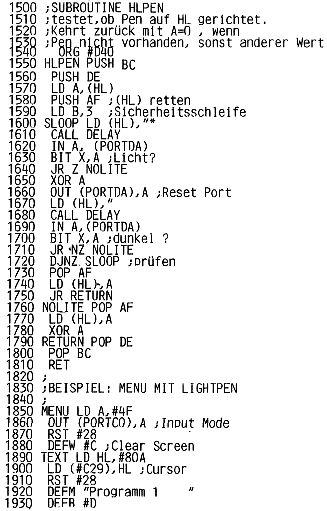 1500 ;SUBROUTINE HLPEN
1510 ;testet,ob Pen auf HL gerichtet.
1520 ;Kehrt zurück mit A=0 , wenn
1530 ;Pen nicht vorhanden, sonst anderer Wert
1540 ORG #D40
1550 HLPEN PUSH BC
1560 PUSH DE
1570 LD A,(HL)
1580 PUSH AF ;(HL) retten
1590 LD B,3 ;Sicherheitsschleife
1600 SLOOP LD (HL),"*
1610 CALL DELAY
1620 IN A, (PORTDA)
1630 BIT X,A ;Licht?
1640 JR Z NOLITE
1650 XOR A
1660 OUT (PORTDA),A ;Reset Port
1670 LD (HL),"
1680 CALL DELAY
1690 IN A,(PORTDA)
1700 BIT X,A ;dunkel ?
1710 JR NZ NOLITE
1720 DJNZ SLOOP ;prüfen
1730 POP AF
1740 LD (HL),A
1750 JR RETURN
1760 NOLITE POP AF
1770 LD (HL),A
1780 XOR A
1790 RETURN POP DE
1800 POP BC
1810 RET
1820 ;
1830 ;BEISPIEL: MENU MIT LIGHTPEN
1840 ;
1850 MENU LD A,#4F
1860 OUT (PORTCO),A ;Input Mode
1870 RST #28
1880 DEFW #C ;Clear Screen
1890 TEXT LD HL,#80A
1900 LD (#C29),HL ;Cursor
1910 RST #28
1920 DEFM "Programm 1 "
1930 DEFB #D